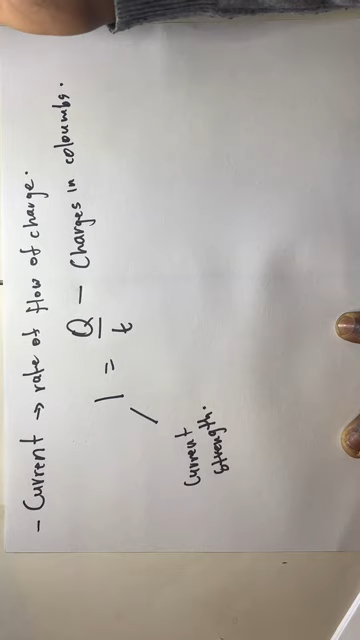 - Current → rate of flow of charge.
I = Q/t — Charges in coloumbs.
Current
Strength.